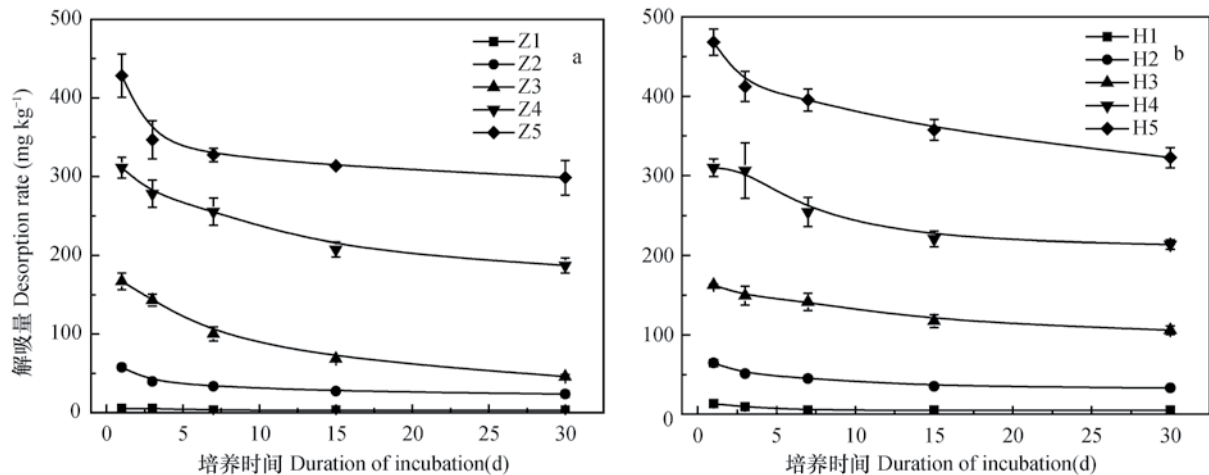 解吸量 Desorption rate (mg kg⁻¹)
500
400
300
200
100
0
a
Z1
Z2
Z3
Z4
Z5
0 5 10 15 20 25 30
培养时间 Duration of incubation(d)
500
400
300
200
100
0
b
H1
H2
H3
H4
H5
0 5 10 15 20 25 30
培养时间 Duration of incubation(d)